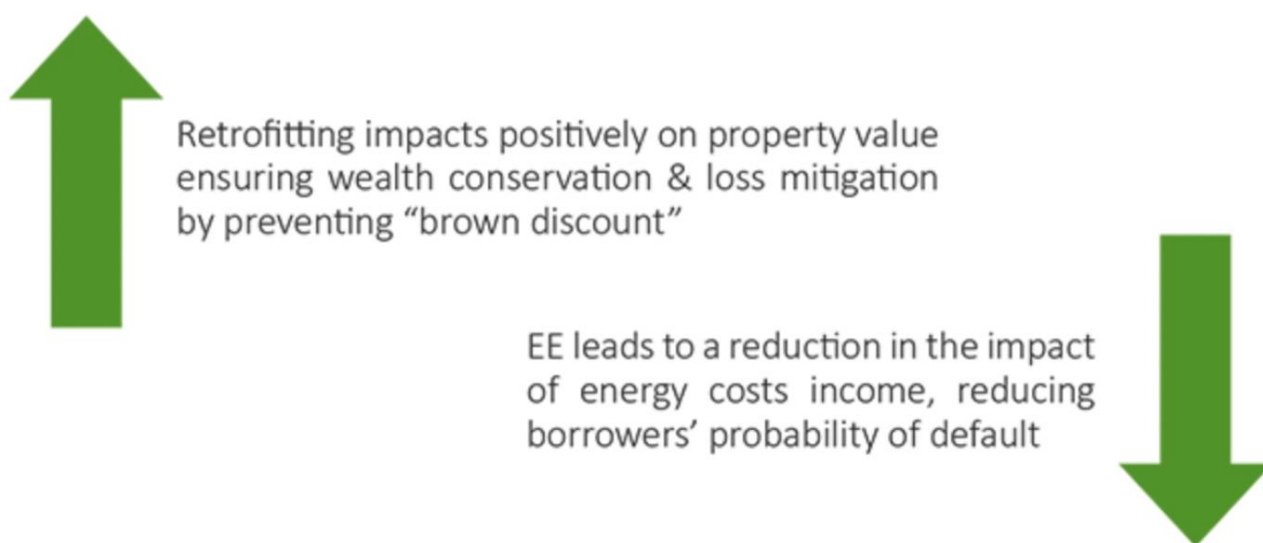 Retrofitting impacts positively on property value
ensuring wealth conservation & loss mitigation
by preventing “brown discount”
EE leads to a reduction in the impact
of energy costs income, reducing
borrowers’ probability of default